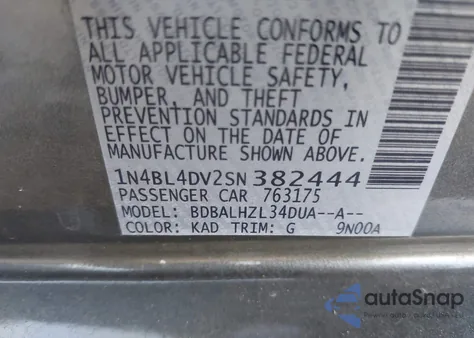 THIS VEHICLE CONFORMS TO
ALL APPLICABLE FEDERAL
MOTOR VEHICLE SAFETY,
BUMPER, AND THEFT
PREVENTION STANDARDS IN
EFFECT ON THE DATE OF
MANUFACTURE SHOWN ABOVE.
1N4BL4DV2SN382444
PASSENGER CAR 763175
MODEL: BDBALHZL34DUA--A--
COLOR: KAD TRIM: G 9N00A
autoSnap